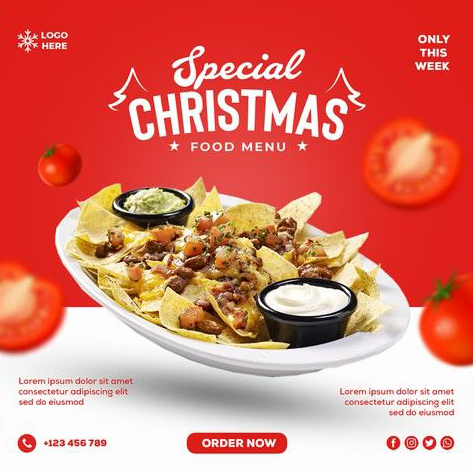 LOGO
HERE
ONLY
THIS
WEEK
Special
CHRISTMAS
FOOD MENU
Lorem ipsum dolor sit amet
consectetur adipiscing elit
sed do eiusmod
Lorem ipsum dolor sit amet
consectetur adipiscing elit
sed do eiusmod
+123 456 789
ORDER NOW